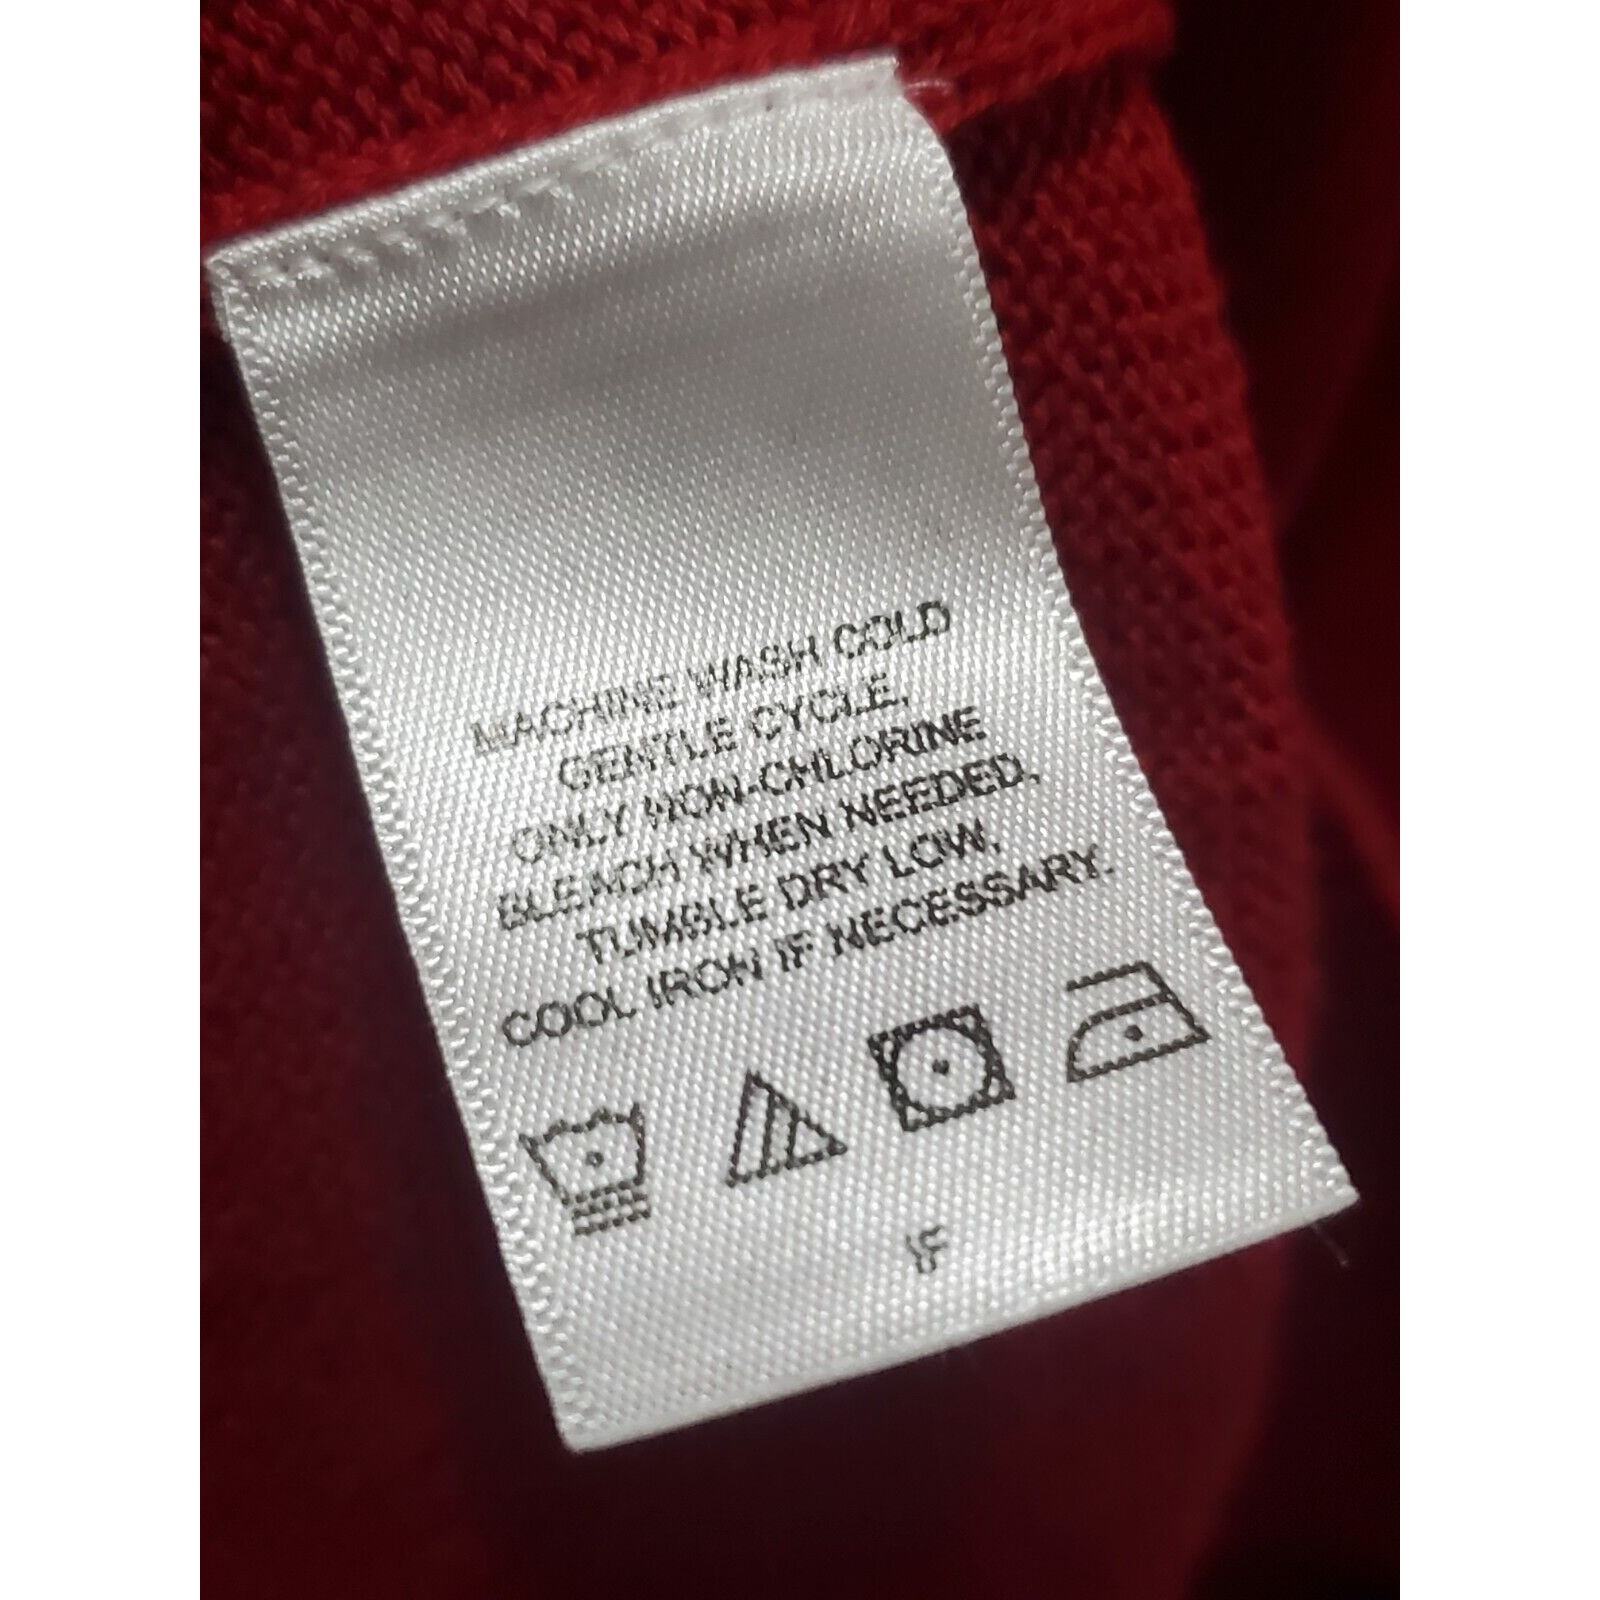 MACHINE WASH COLD
GENTLE CYCLE,
ONLY NON-CHLORINE
BLEACH WHEN NEEDED,
TUMBLE DRY LOW,
COOL IRON IF NECESSARY.
IF